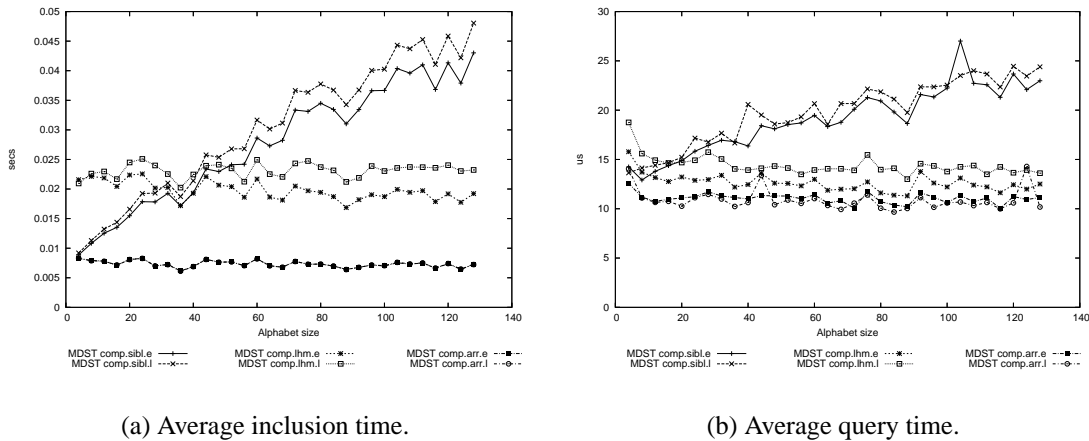 0.05
0.045
0.04
0.035
0.03
0.025
0.02
0.015
0.01
0.005
0
secs
0 20 40 60 80 100 120 140
Alphabet size
MDST comp.sibl.e MDST comp.lhm.e MDST comp.arr.e
MDST comp.sibl.l MDST comp.lhm.l MDST comp.arr.l
(a) Average inclusion time.
30
25
20
15
10
5
0
us
0 20 40 60 80 100 120 140
Alphabet size
MDST comp.sibl.e MDST comp.lhm.e MDST comp.arr.e
MDST comp.sibl.l MDST comp.lhm.l MDST comp.arr.l
(b) Average query time.